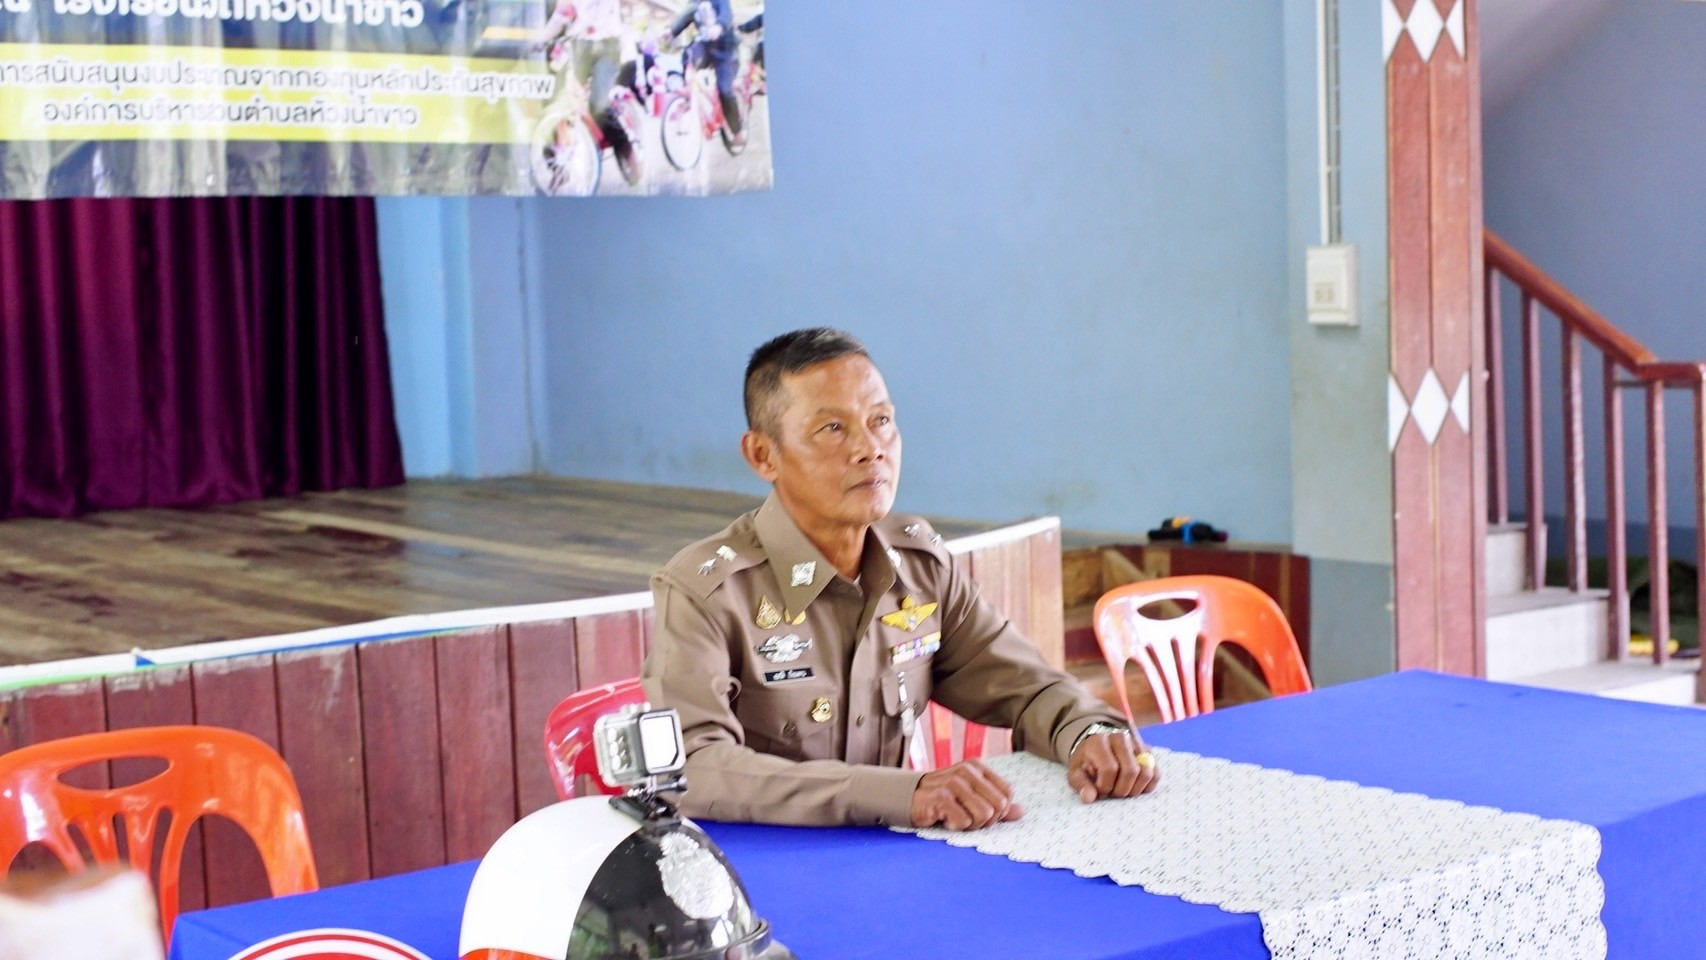 โรงเรียนวัดห้วงน้ำขาว
การสนับสนุนงบประมาณจากกองทุนหลักประกันสุขภาพ
องค์การบริหารส่วนตำบลห้วงน้ำขาว